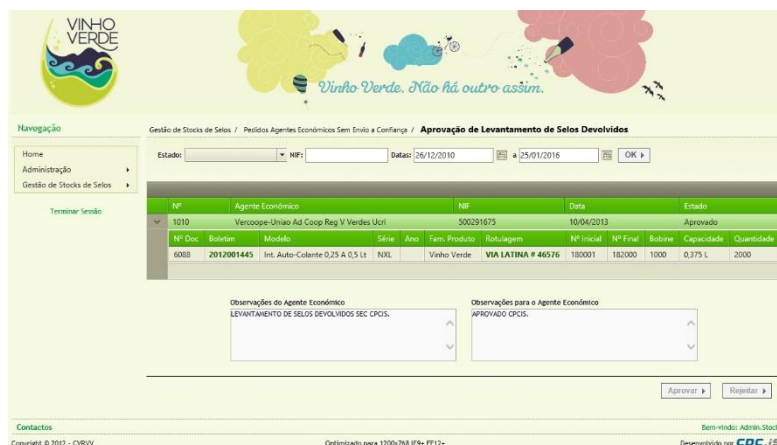 VINHO
VERDE
Vinho Verde. Não há outro assim.
Navegação
Gestão de Stocks de Selos / Pedidos Agentes Económicos Sem Envio a Confiança / Aprovação de Levantamento de Selos Devolvidos
Home
Administração
Gestão de Stocks de Selos
Terminar Sessão
Estado: NIF: Datas: 26/12/2010 a 25/01/2016 OK
Nº Agente Económico NIF Data Estado
1010 Vercoope-Uniao Ad Coop Reg V Verdes Ucrl 500291675 10/04/2013 Aprovado
Nº Doc Boletim Modelo Série Ano Fam. Produto Rotulagem Nº Inicial Nº Final Bobine Capacidade Quantidade
6088 2012001445 Int. Auto-Colante 0,25 A 0,5 Lt NXL Vinho Verde VIA LATINA # 46576 180001 182000 1000 0,375 L 2000
Observações do Agente Económico Observações para o Agente Económico
LEVANTAMENTO DE SELOS DEVOLVIDOS SEC CPCIS. APROVADO CPCIS.
Aprovar Rejeitar
Contactos Bem-vindo: Admin.Stoc
Copyright © 2012 - CVRVV Optimizado para 1200x768 IE9+ FF12+ Desenvolvido por